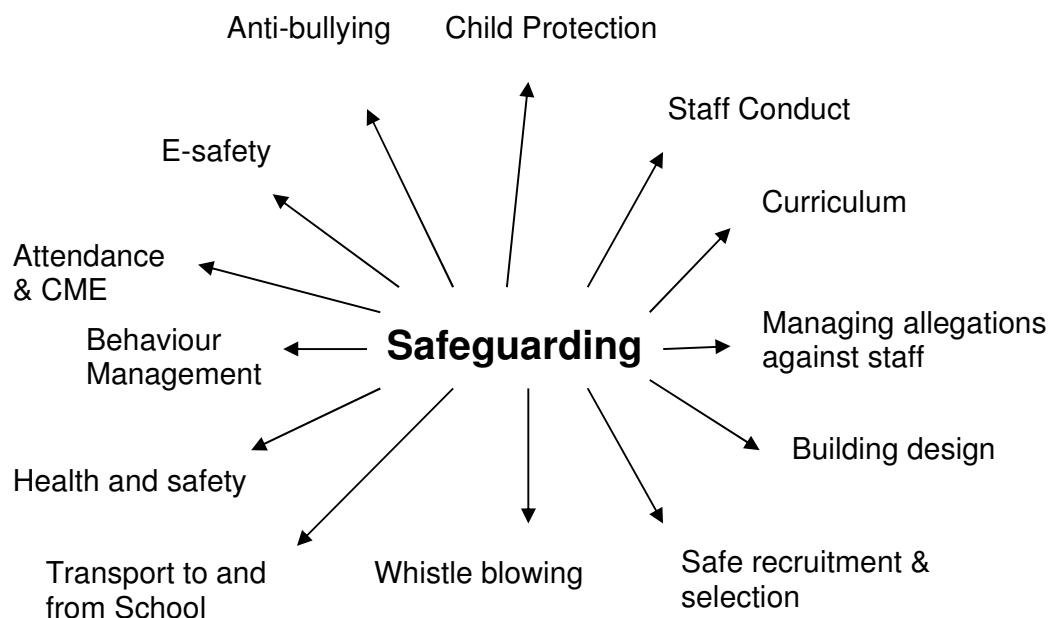 Anti-bullying
Child Protection
Staff Conduct
E-safety
Curriculum
Attendance
& CME
Safeguarding
Behaviour
Management
Managing allegations
against staff
Building design
Health and safety
Transport to and
from School
Whistle blowing
Safe recruitment &
selection